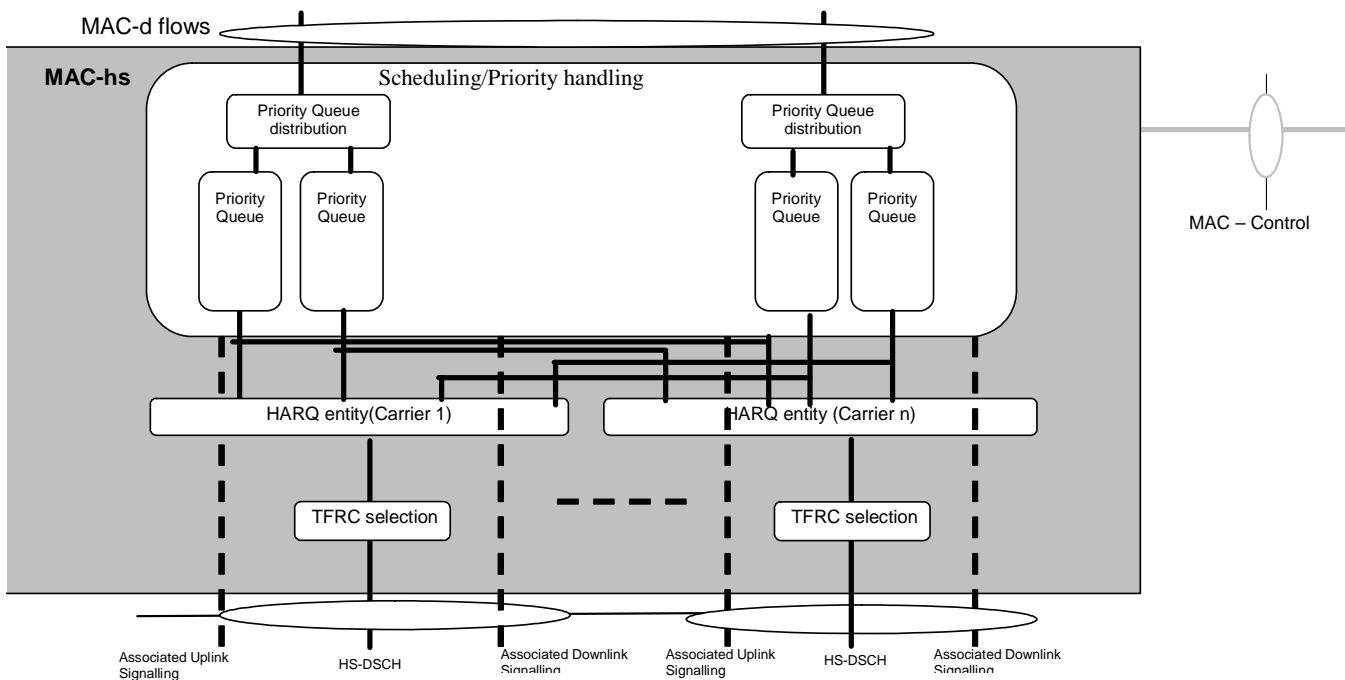 MAC-d flows
MAC-hs
Scheduling/Priority handling
Priority Queue
distribution
Priority Queue
distribution
Priority
Queue
Priority
Queue
Priority
Queue
Priority
Queue
MAC – Control
HARQ entity(Carrier 1)
HARQ entity (Carrier n)
TFRC selection
TFRC selection
Associated Uplink
Signalling
HS-DSCH
Associated Downlink
Signalling
Associated Uplink
Signalling
HS-DSCH
Associated Downlink
Signalling